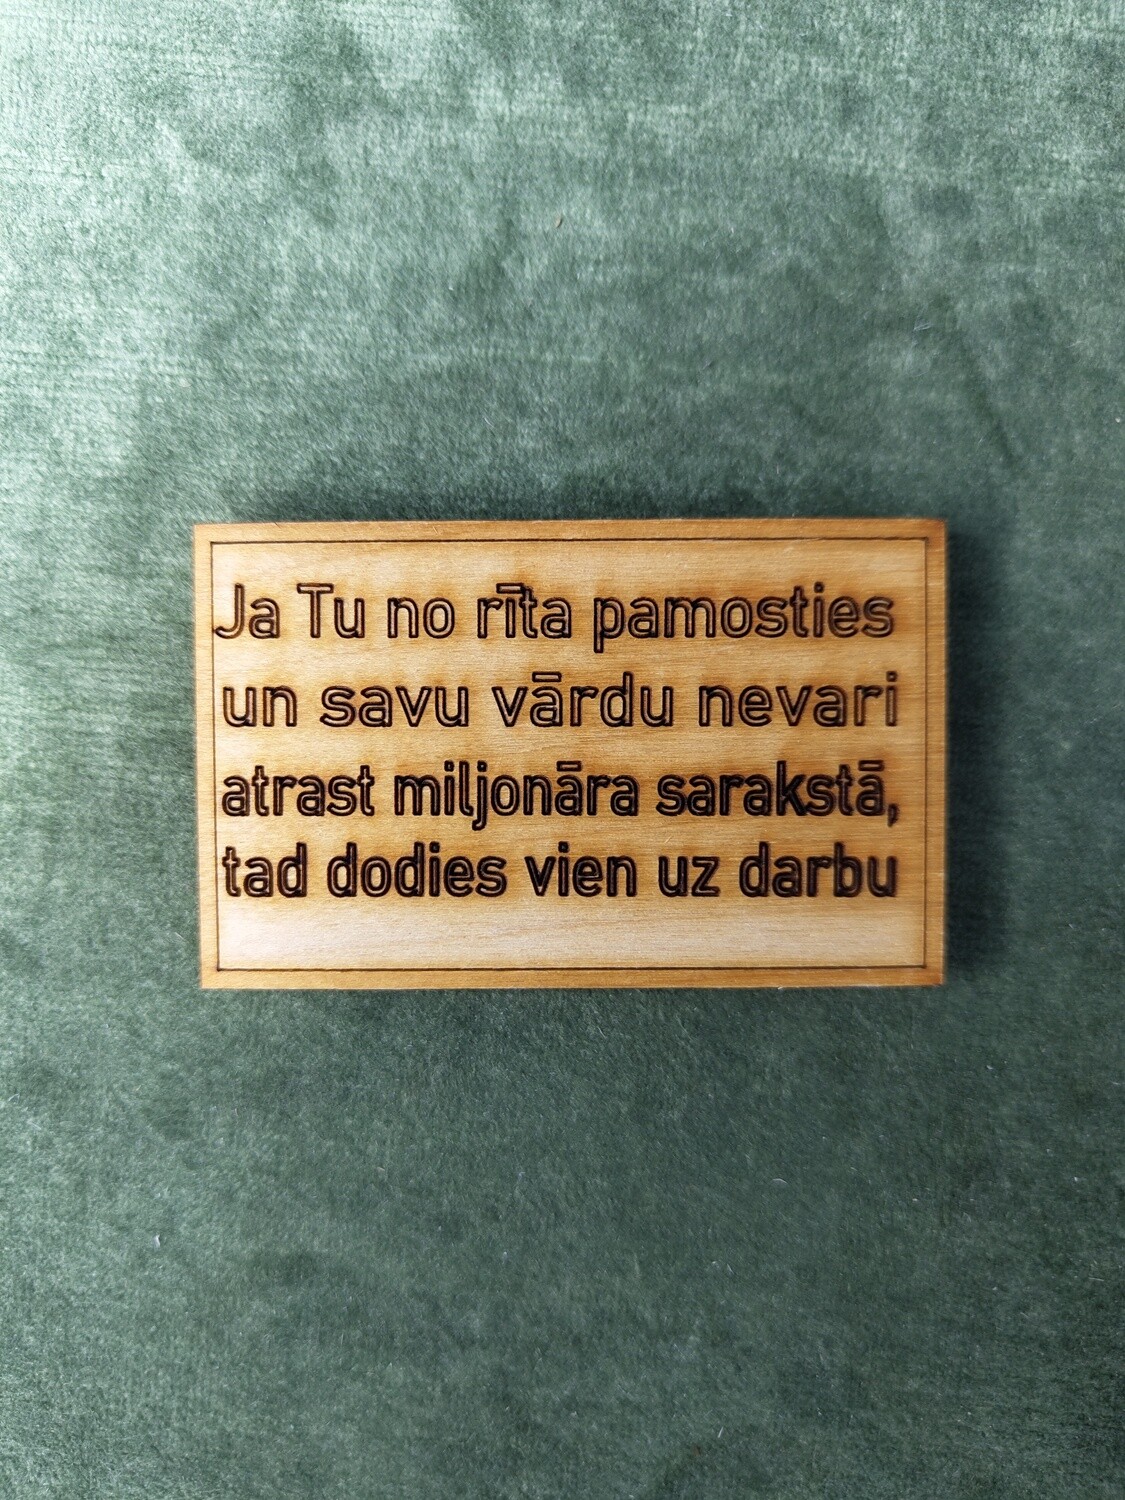 Ja Tu no rīta pamosties
un savu vārdu nevari
atrast miljonāra sarakstā,
tad dodies vien uz darbu